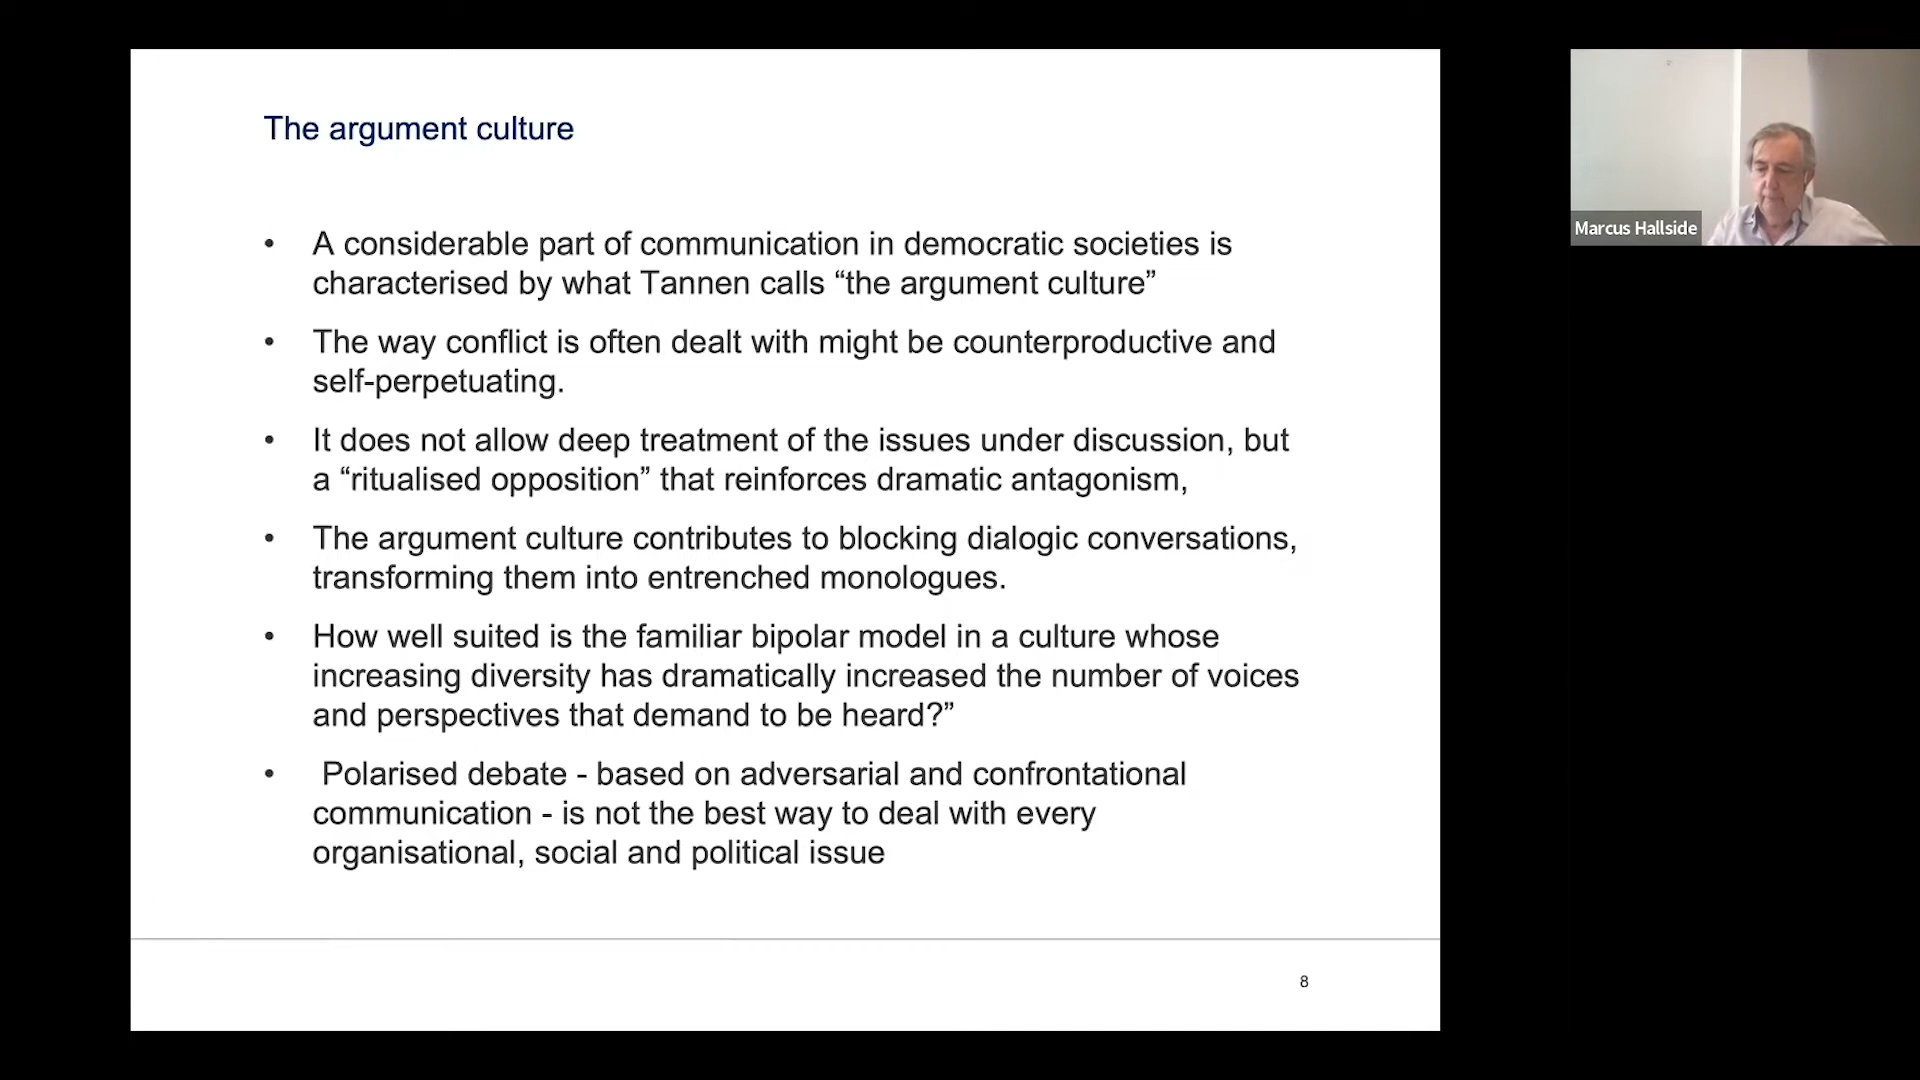 The argument culture
• A considerable part of communication in democratic societies is
characterised by what Tannen calls “the argument culture”
• The way conflict is often dealt with might be counterproductive and
self-perpetuating.
• It does not allow deep treatment of the issues under discussion, but
a “ritualised opposition” that reinforces dramatic antagonism,
• The argument culture contributes to blocking dialogic conversations,
transforming them into entrenched monologues.
• How well suited is the familiar bipolar model in a culture whose
increasing diversity has dramatically increased the number of voices
and perspectives that demand to be heard?”
• Polarised debate - based on adversarial and confrontational
communication - is not the best way to deal with every
organisational, social and political issue
8
Marcus Hallside